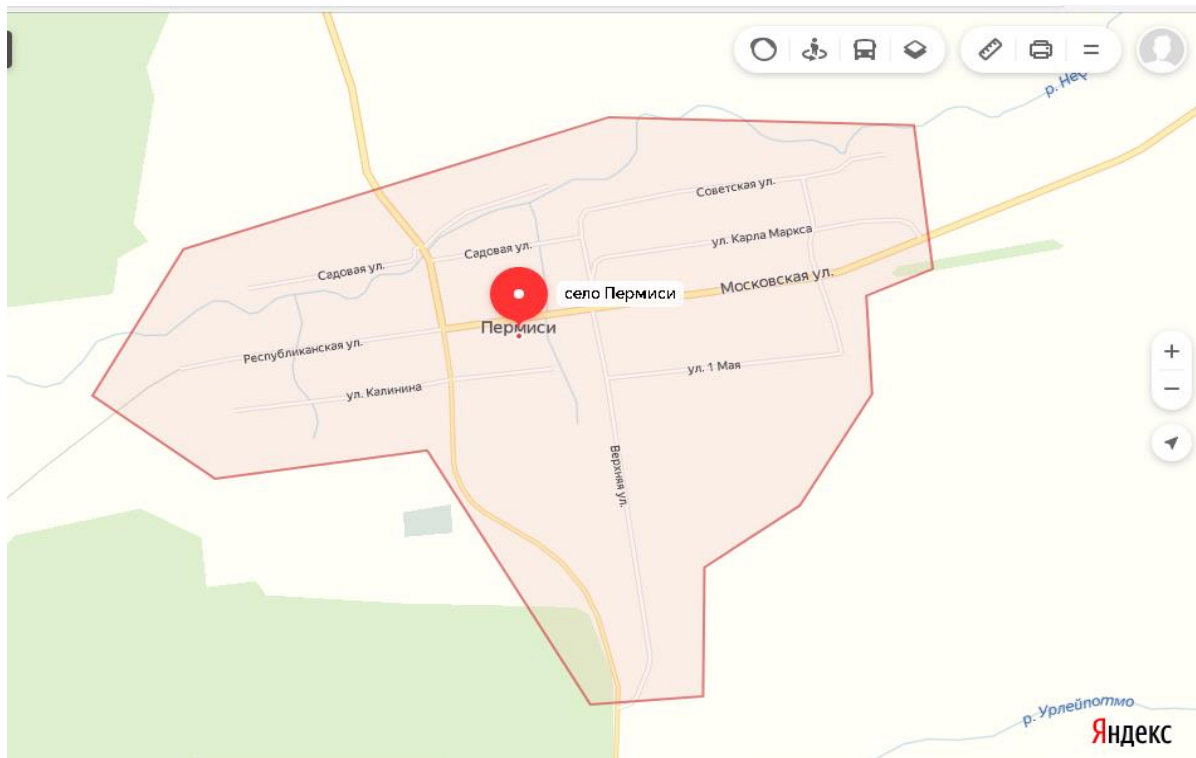 р. Не
Советская ул.
ул. Карла Маркса
Садовая ул.
Садовая ул.
Московская ул.
село Пермиси
Пермиси
Республиканская ул.
ул. 1 Мая
ул. Калинина
Верхняя ул.
р. Урлейпотмо
Яндекс